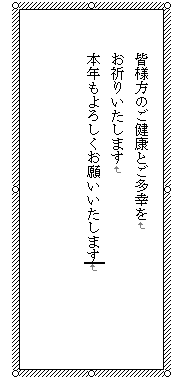 皆様方のご健康とご多幸を
お祈りいたします
本年もよろしくお願いいたします